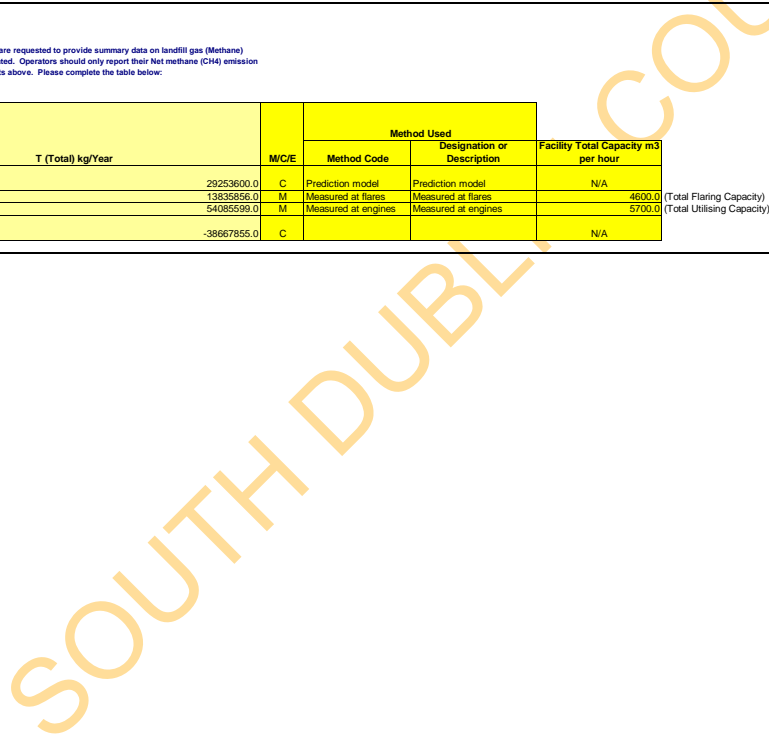 are requested to provide summary data on landfill gas (Methane)
ted. Operators should only report their Net methane (CH4) emission
ts above. Please complete the table below:
Method Used
T (Total) kg/Year M/C/E Method Code Designation or Description Facility Total Capacity m3 per hour
29253600.0 C Prediction model Prediction model N/A
13835856.0 M Measured at flares Measured at flares 4600.0 (Total Flaring Capacity)
54085599.0 M Measured at engines Measured at engines 5700.0 (Total Utilising Capacity)
-38667855.0 C N/A
SOUTH DUBLI